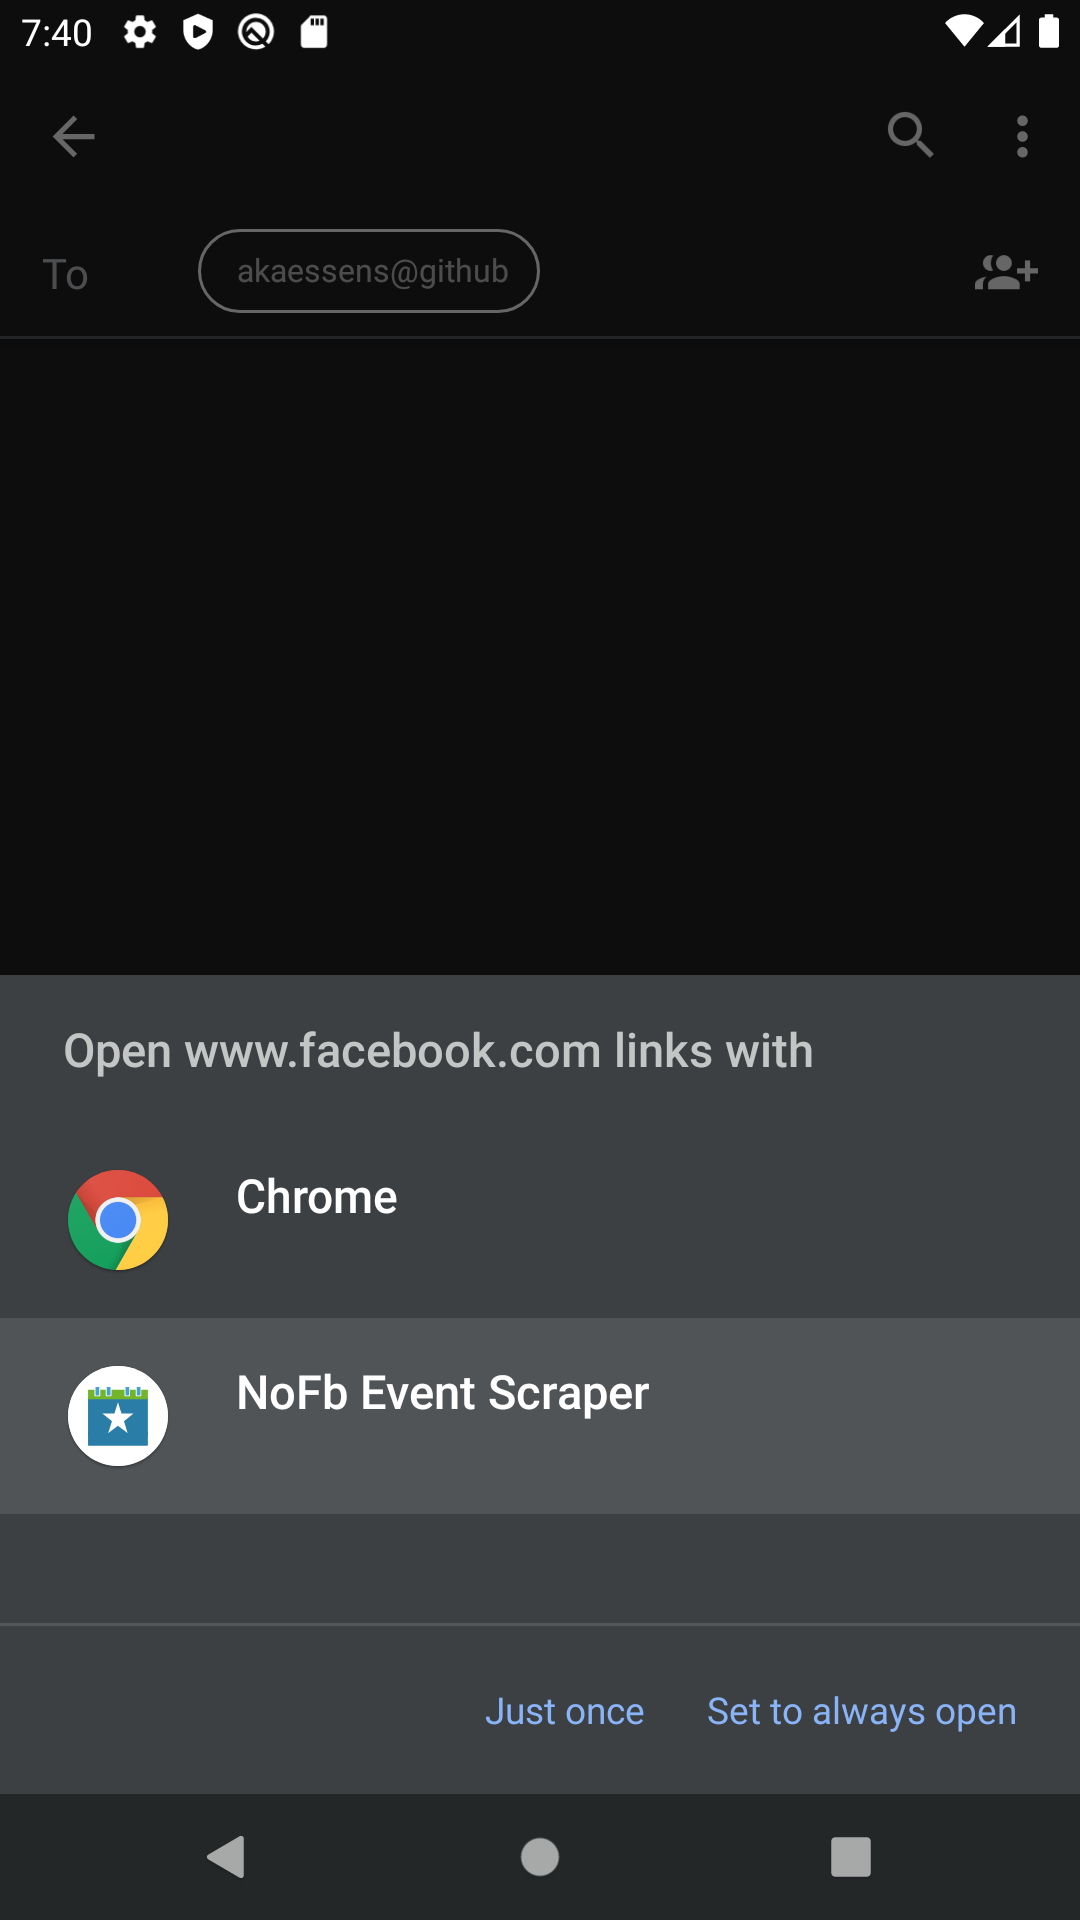 7:40
To
akaessens@github
Open www.facebook.com links with
Chrome
NoFb Event Scraper
Just once
Set to always open